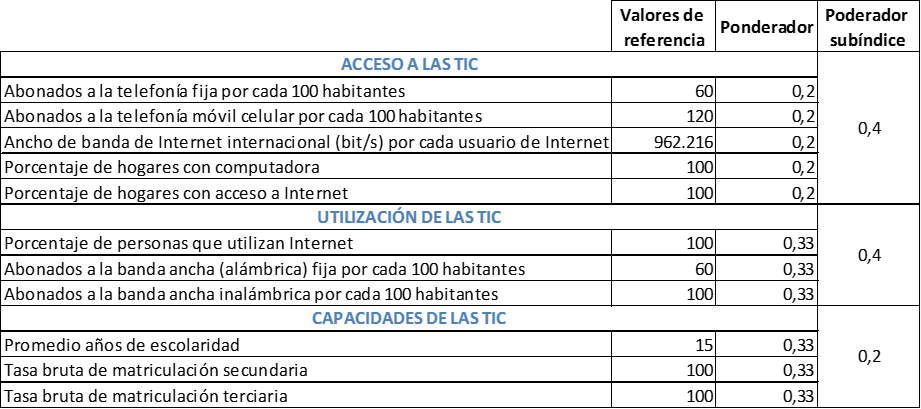 Valores de referencia Ponderador Poderador subíndice
ACCESO A LAS TIC
Abonados a la telefonía fija por cada 100 habitantes 60 0,2
Abonados a la telefonía móvil celular por cada 100 habitantes 120 0,2
Ancho de banda de Internet internacional (bit/s) por cada usuario de Internet 962.216 0,2
Porcentaje de hogares con computadora 100 0,2
Porcentaje de hogares con acceso a Internet 100 0,2
0,4
UTILIZACIÓN DE LAS TIC
Porcentaje de personas que utilizan Internet 100 0,33
Abonados a la banda ancha (alámbrica) fija por cada 100 habitantes 60 0,33
Abonados a la banda ancha inalámbrica por cada 100 habitantes 100 0,33
0,4
CAPACIDADES DE LAS TIC
Promedio años de escolaridad 15 0,33
Tasa bruta de matriculación secundaria 100 0,33
Tasa bruta de matriculación terciaria 100 0,33
0,2